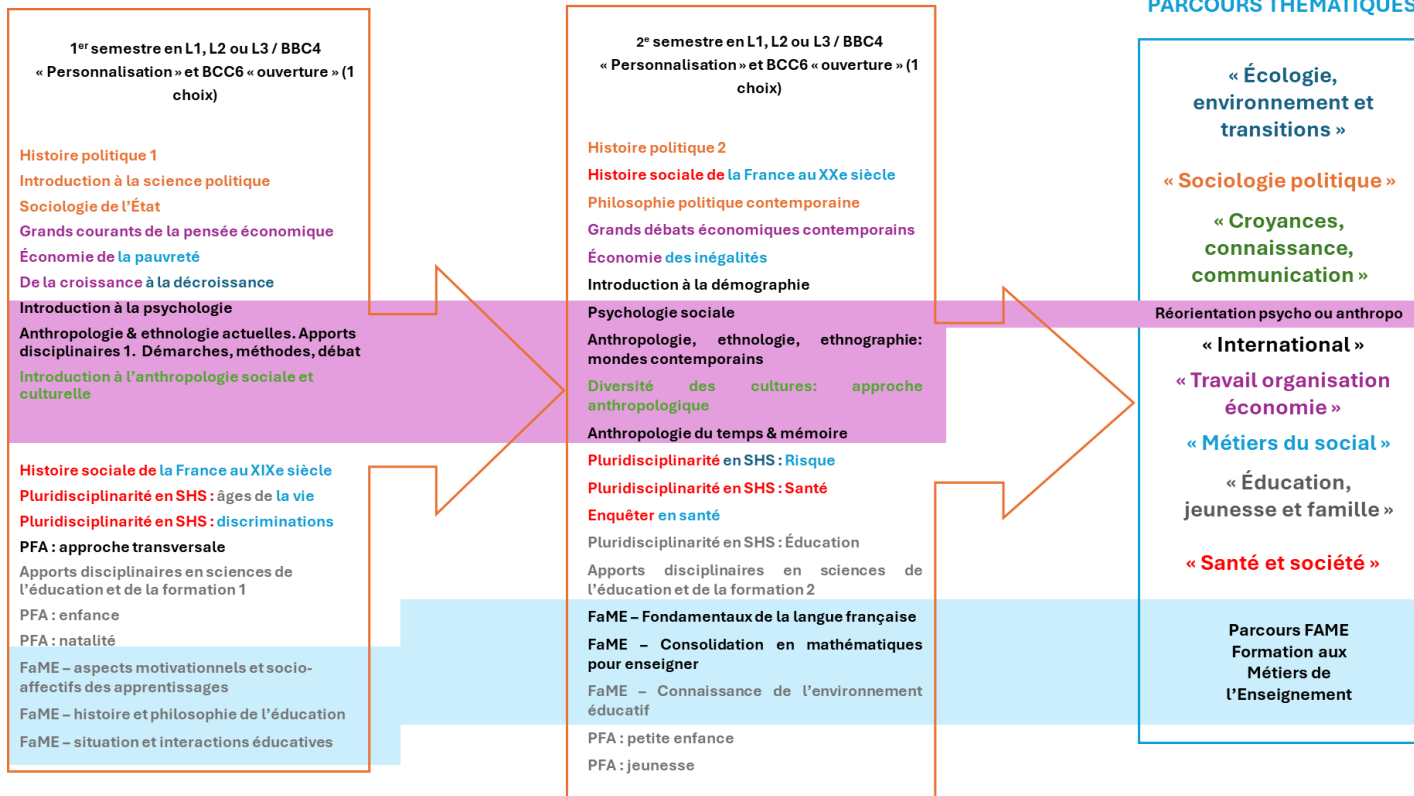 1er semestre en L1, L2 ou L3 / BBC4
« Personnalisation » et BCC6 « ouverture » (1
choix)
Histoire politique 1
Introduction à la science politique
Sociologie de l'État
Grands courants de la pensée économique
Économie de la pauvreté
De la croissance à la décroissance
Introduction à la psychologie
Anthropologie & ethnologie actuelles. Apports
disciplinaires 1. Démarches, méthodes, débat
Introduction à l'anthropologie sociale et
culturelle
Histoire sociale de la France au XIXe siècle
Pluridisciplinarité en SHS : âges de la vie
Pluridisciplinarité en SHS : discriminations
PFA : approche transversale
Apports disciplinaires en sciences de
l'éducation et de la formation 1
PFA : enfance
PFA : natalité
FaME – aspects motivationnels et socio-
affectifs des apprentissages
FaME – histoire et philosophie de l'éducation
FaME – situation et interactions éducatives
2e semestre en L1, L2 ou L3 / BBC4
« Personnalisation » et BCC6 « ouverture » (1
choix)
Histoire politique 2
Histoire sociale de la France au XXe siècle
Philosophie politique contemporaine
Grands débats économiques contemporains
Économie des inégalités
Introduction à la démographie
Psychologie sociale
Anthropologie, ethnologie, ethnographie:
mondes contemporains
Diversité des cultures: approche
anthropologique
Anthropologie du temps & mémoire
Pluridisciplinarité en SHS : Risque
Pluridisciplinarité en SHS : Santé
Enquêter en santé
Pluridisciplinarité en SHS : Éducation
Apports disciplinaires en sciences de
l'éducation et de la formation 2
FaME – Fondamentaux de la langue française
FaME – Consolidation en mathématiques
pour enseigner
FaME – Connaissance de l'environnement
éducatif
PFA : petite enfance
PFA : jeunesse
PARCOURS THÉMATIQUES
« Écologie,
environnement et
transitions »
« Sociologie politique »
« Croyances,
connaissance,
communication »
Réorientation psycho ou anthropo
« International »
« Travail organisation
économie »
« Métiers du social »
« Éducation,
jeunesse et famille »
« Santé et société »
Parcours FAME
Formation aux
Métiers de
l'Enseignement